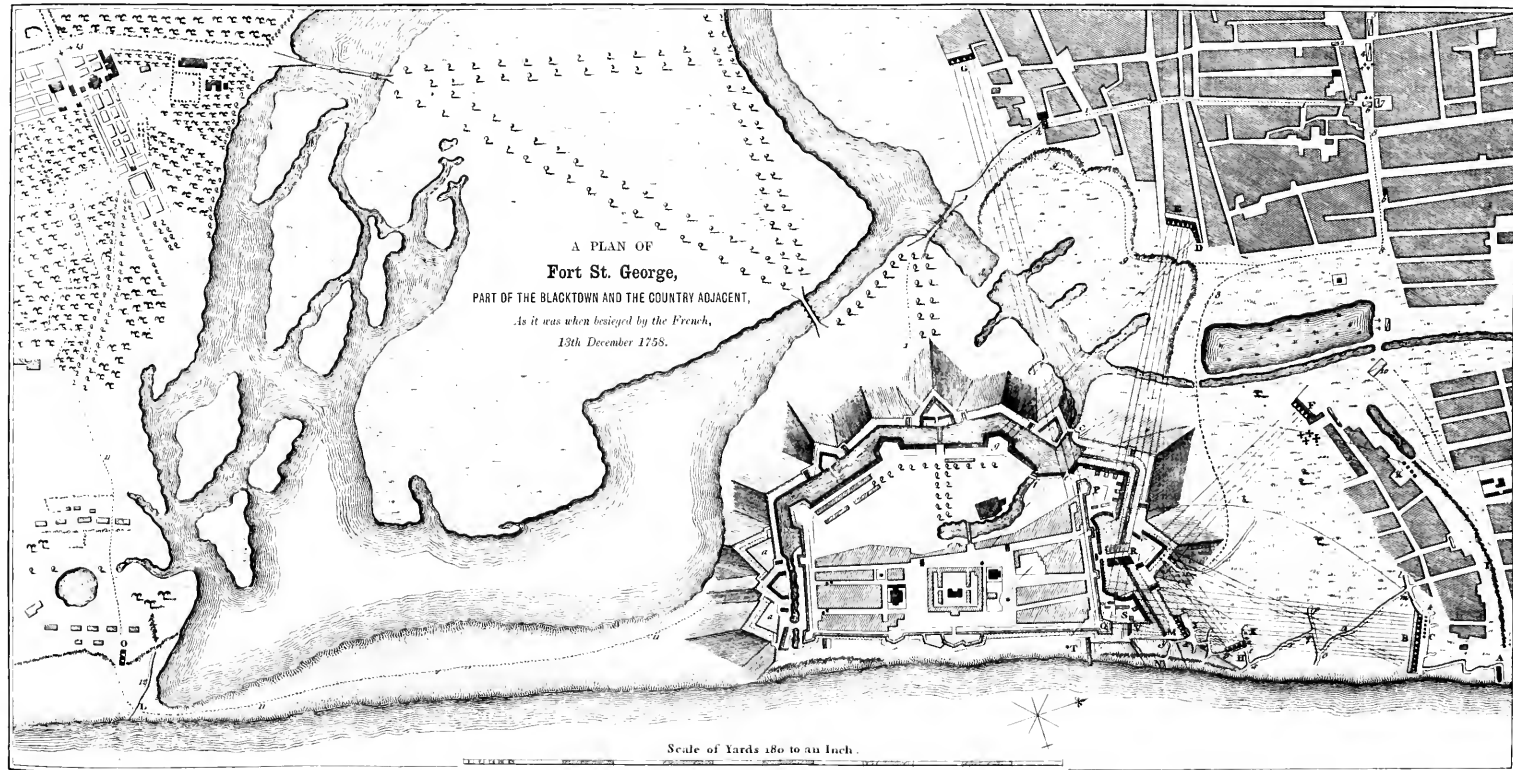 A PLAN OF
Fort St. George,
PART OF THE BLACKTOWN AND THE COUNTRY ADJACENT,
As it was when besieged by the French,
13th December 1758.
G
E
D
F
P
R
S
T
M
N
H
K
B
C
A
L
O
Scale of Yards 180 to an Inch.